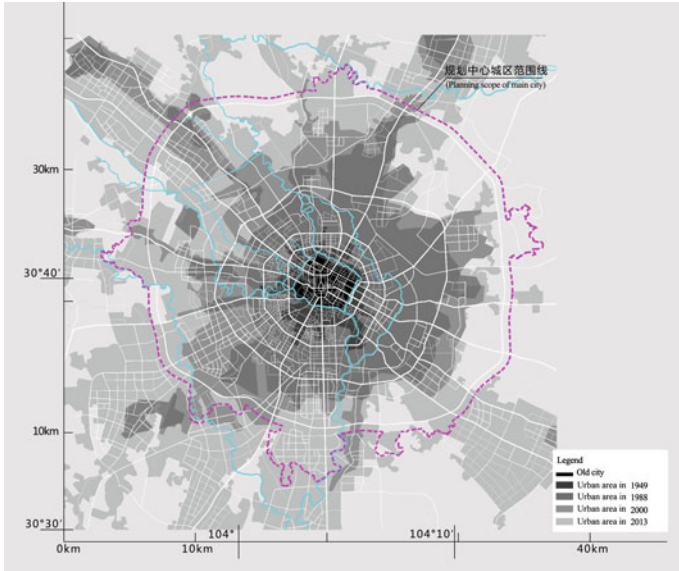 规划中心城区范围线
(Planning scope of main city)
30km
30°40'
10km
30°30'
0km
10km
104°
104°10'
40km
Legend
Old city
Urban area in 1949
Urban area in 1988
Urban area in 2000
Urban area in 2013